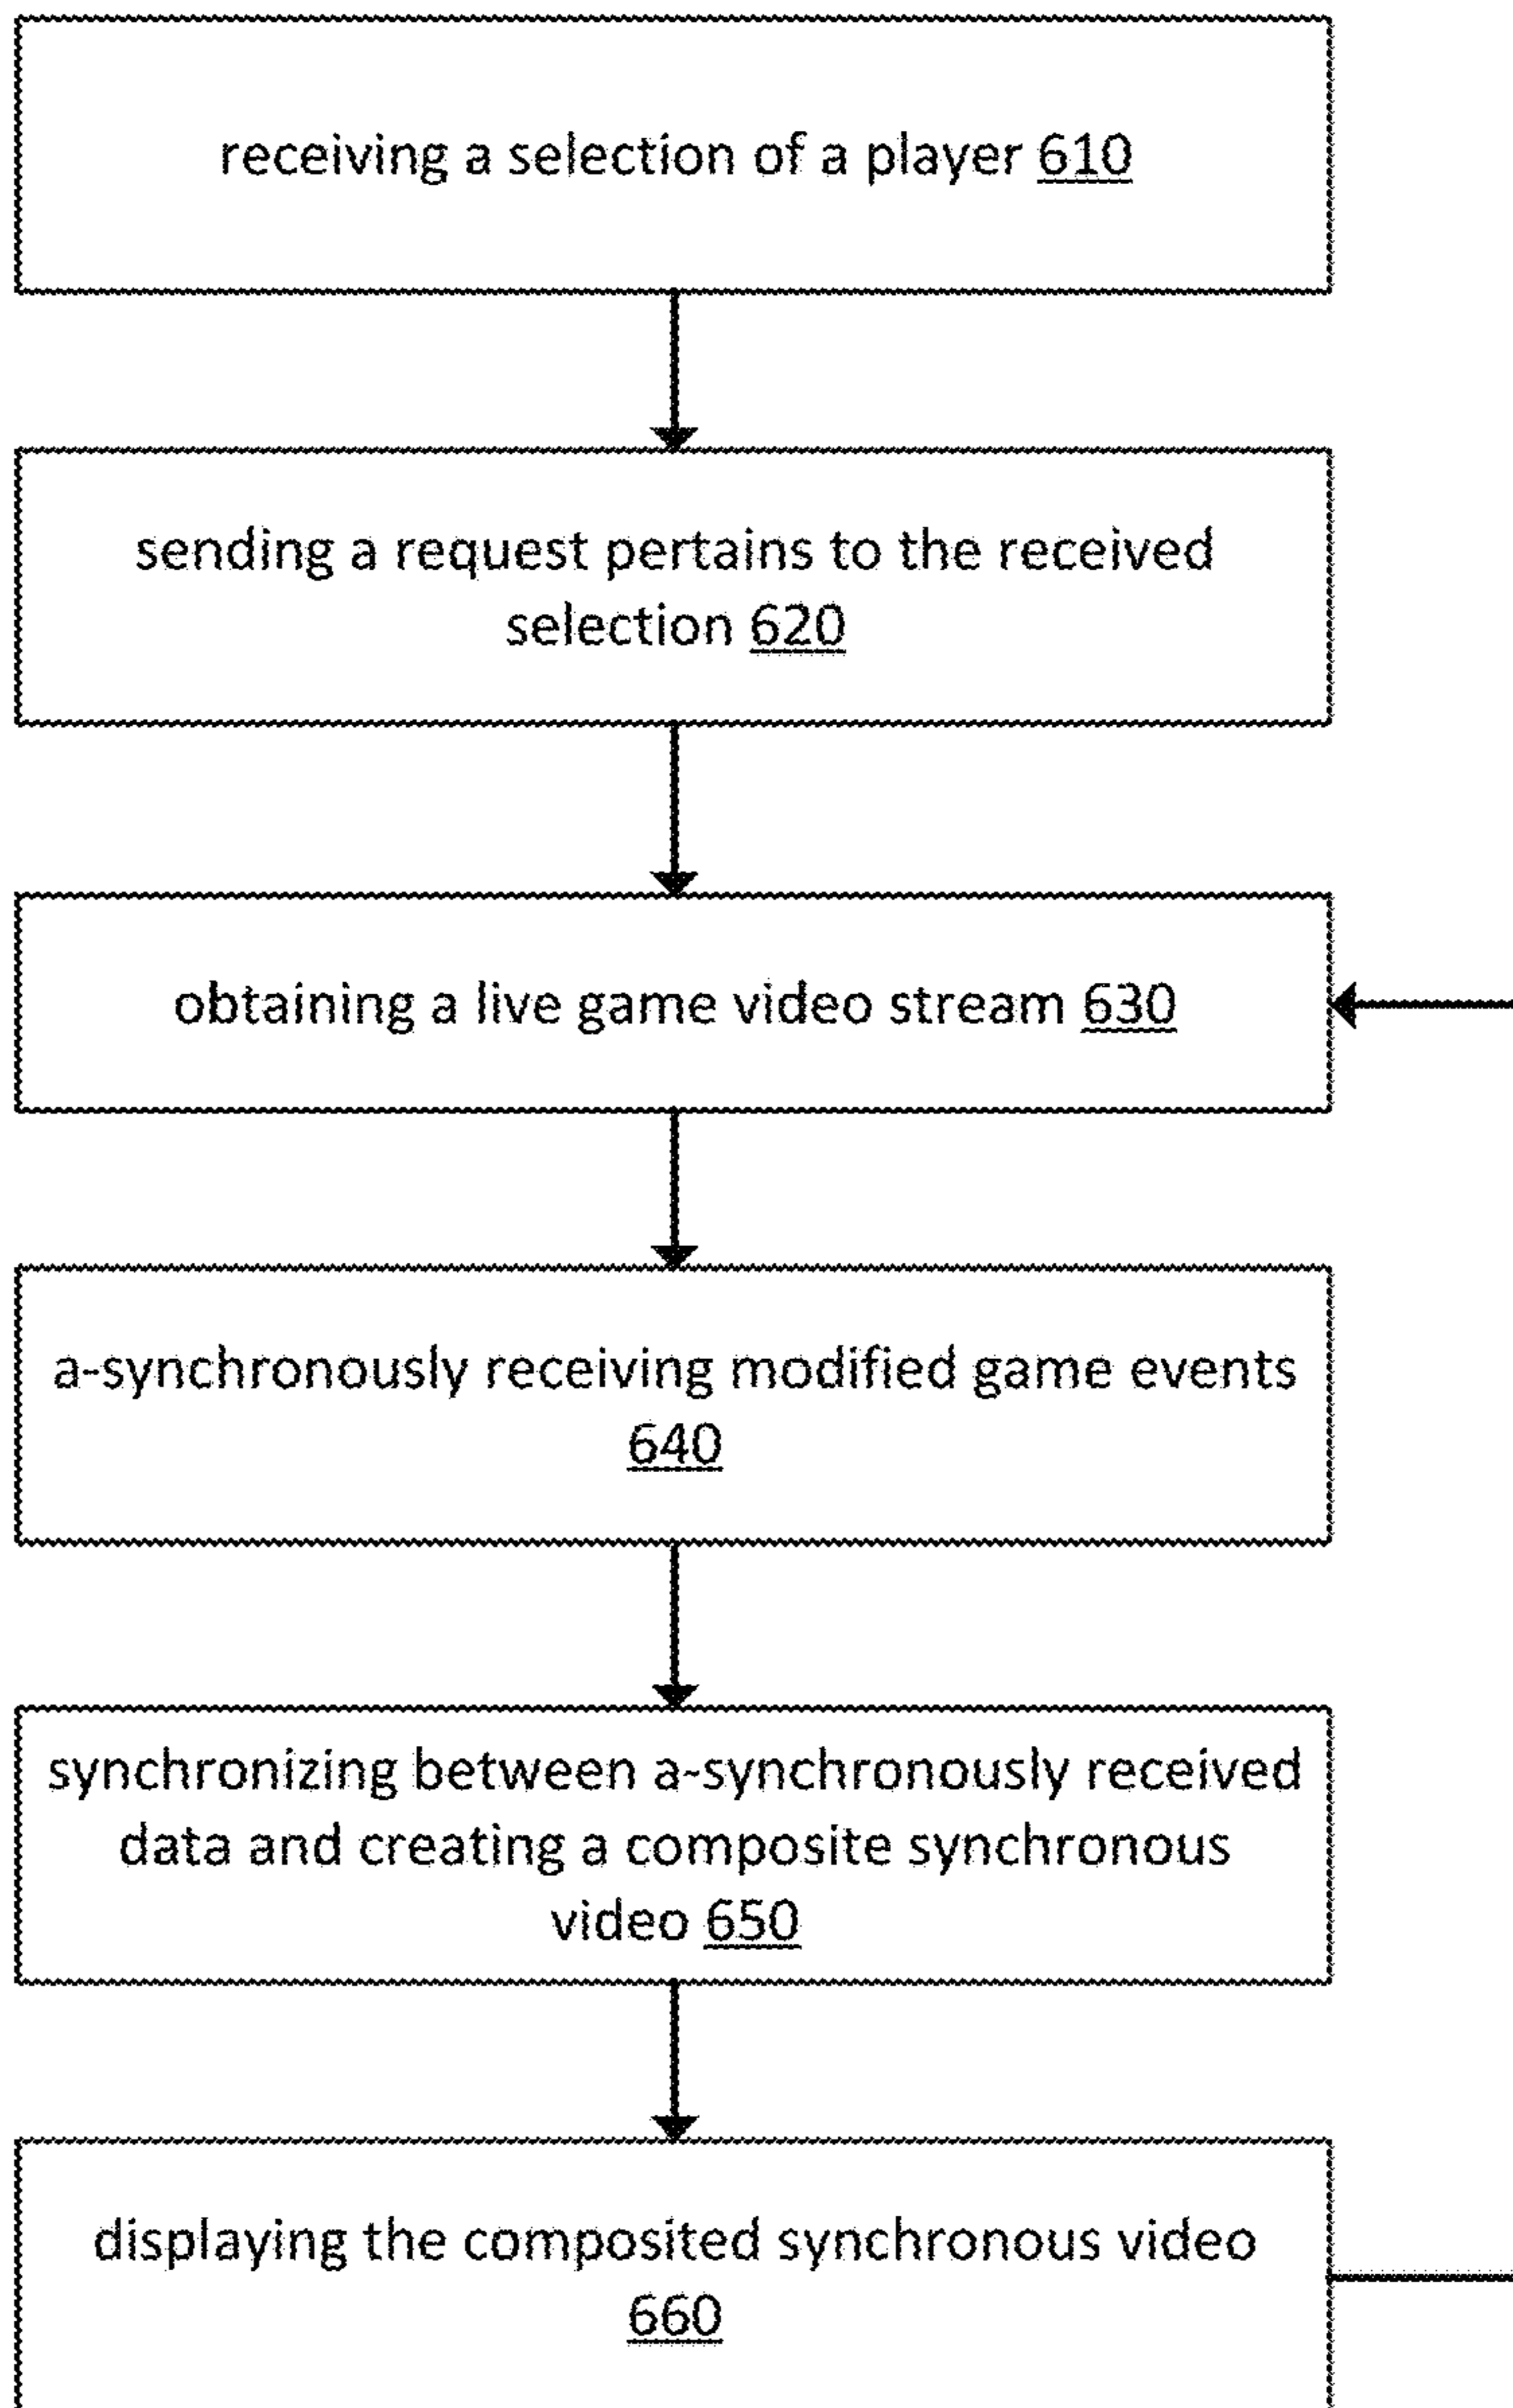 receiving a selection of a player 610
sending a request pertains to the received
selection 620
obtaining a live game video stream 630
a-synchronously receiving modified game events
640
synchronizing between a-synchronously received
data and creating a composite synchronous
video 650
displaying the composited synchronous video
660